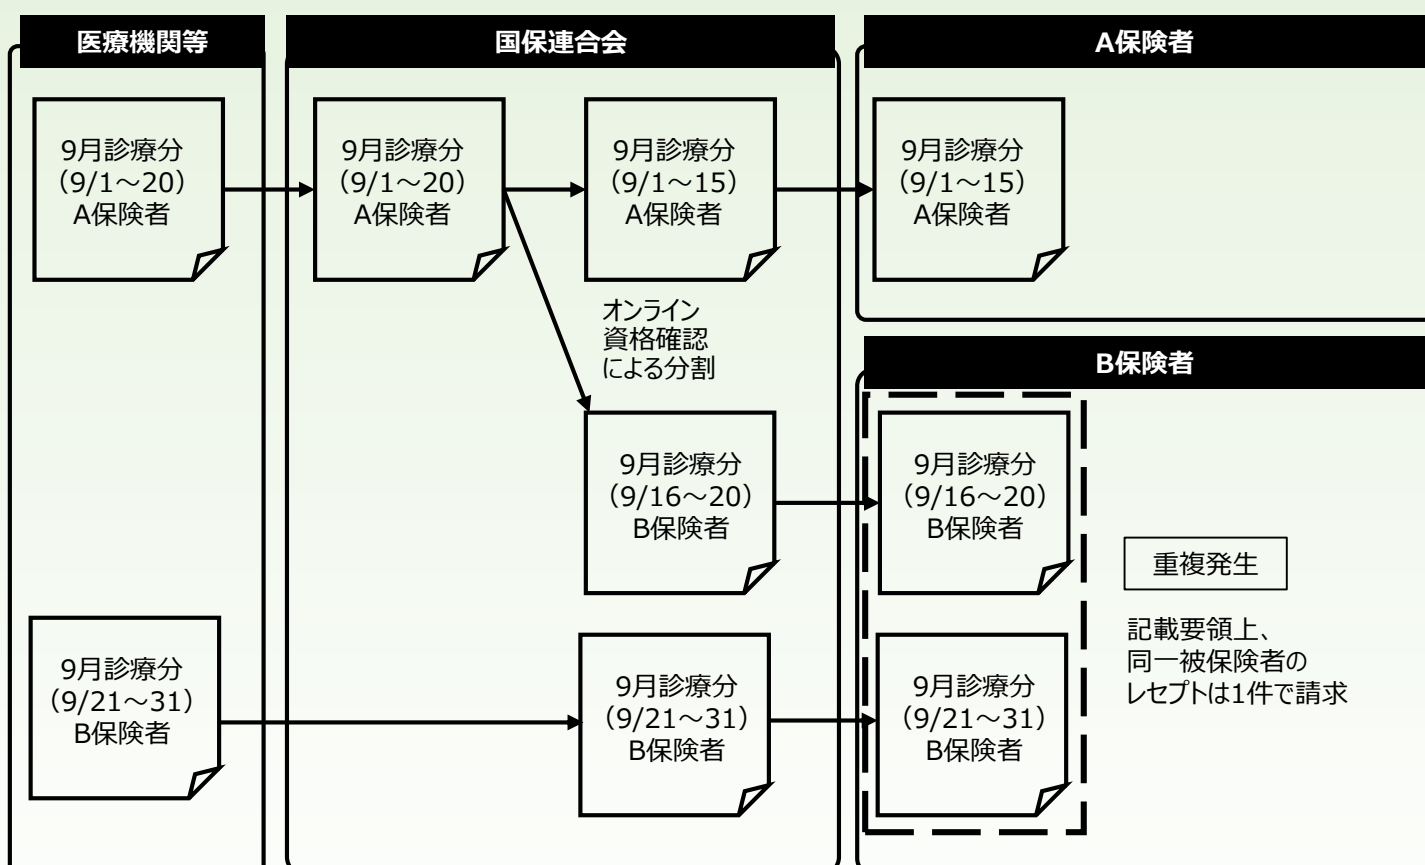 医療機関等
国保連合会
A保険者
9月診療分
（9/1～20）
A保険者
9月診療分
（9/1～20）
A保険者
9月診療分
（9/1～15）
A保険者
9月診療分
（9/1～15）
A保険者
オンライン
資格確認
による分割
B保険者
9月診療分
（9/16～20）
B保険者
9月診療分
（9/16～20）
B保険者
重複発生
記載要領上、
同一被保険者の
レセプトは1件で請求
9月診療分
（9/21～31）
B保険者
9月診療分
（9/21～31）
B保険者
9月診療分
（9/21～31）
B保険者